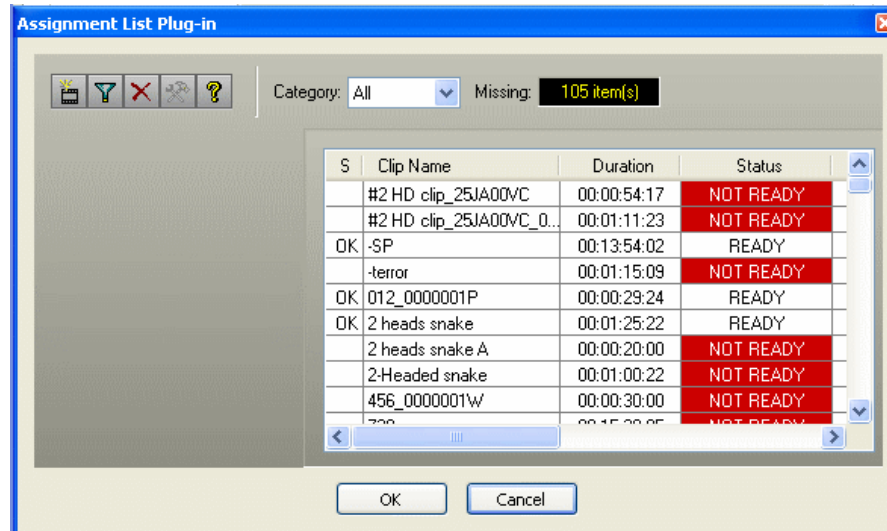 Assignment List Plug-in
Category: All Missing: 105 item(s)
S Clip Name Duration Status
#2 HD clip_25JA00VC 00:00:54:17 NOT READY
#2 HD clip_25JA00VC_0... 00:01:11:23 NOT READY
OK -SP 00:13:54:02 READY
-terror 00:01:15:09 NOT READY
OK 012_0000001P 00:00:29:24 READY
OK 2 heads snake 00:01:25:22 READY
2 heads snake A 00:00:20:00 NOT READY
2-Headed snake 00:01:00:22 NOT READY
456_0000001W 00:00:30:00 NOT READY
NOT READY
OK Cancel